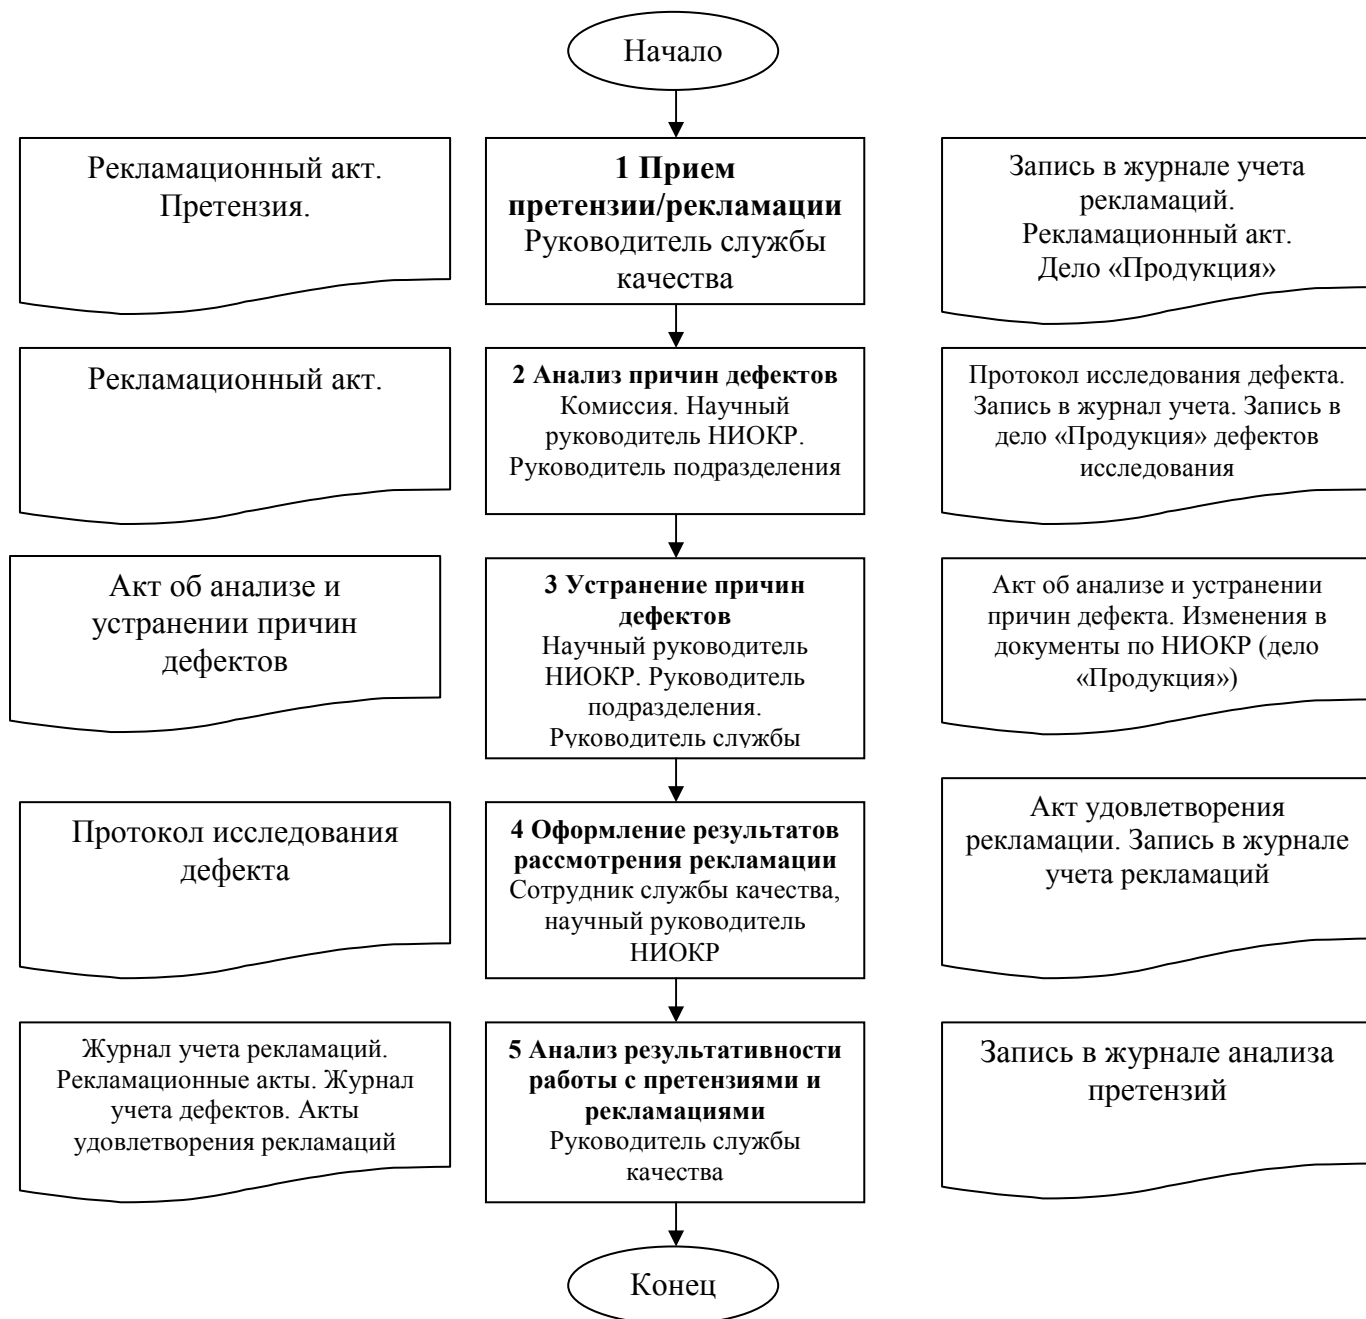 Начало
Рекламационный акт.
Претензия.
1 Прием
претензии/рекламации
Руководитель службы
качества
Запись в журнале учета
рекламаций.
Рекламационный акт.
Дело «Продукция»
Рекламационный акт.
2 Анализ причин дефектов
Комиссия. Научный
руководитель НИОКР.
Руководитель подразделения
Протокол исследования дефекта.
Запись в журнал учета. Запись в
дело «Продукция» дефектов
исследования
Акт об анализе и
устранении причин
дефектов
3 Устранение причин
дефектов
Научный руководитель
НИОКР. Руководитель
подразделения.
Руководитель службы
Акт об анализе и устранении
причин дефекта. Изменения в
документы по НИОКР (дело
«Продукция»)
Протокол исследования
дефекта
4 Оформление результатов
рассмотрения рекламации
Сотрудник службы качества,
научный руководитель
НИОКР
Акт удовлетворения
рекламации. Запись в журнале
учета рекламаций
Журнал учета рекламаций.
Рекламационные акты. Журнал
учета дефектов. Акты
удовлетворения рекламаций
5 Анализ результативности
работы с претензиями и
рекламациями
Руководитель службы
качества
Запись в журнале анализа
претензий
Конец